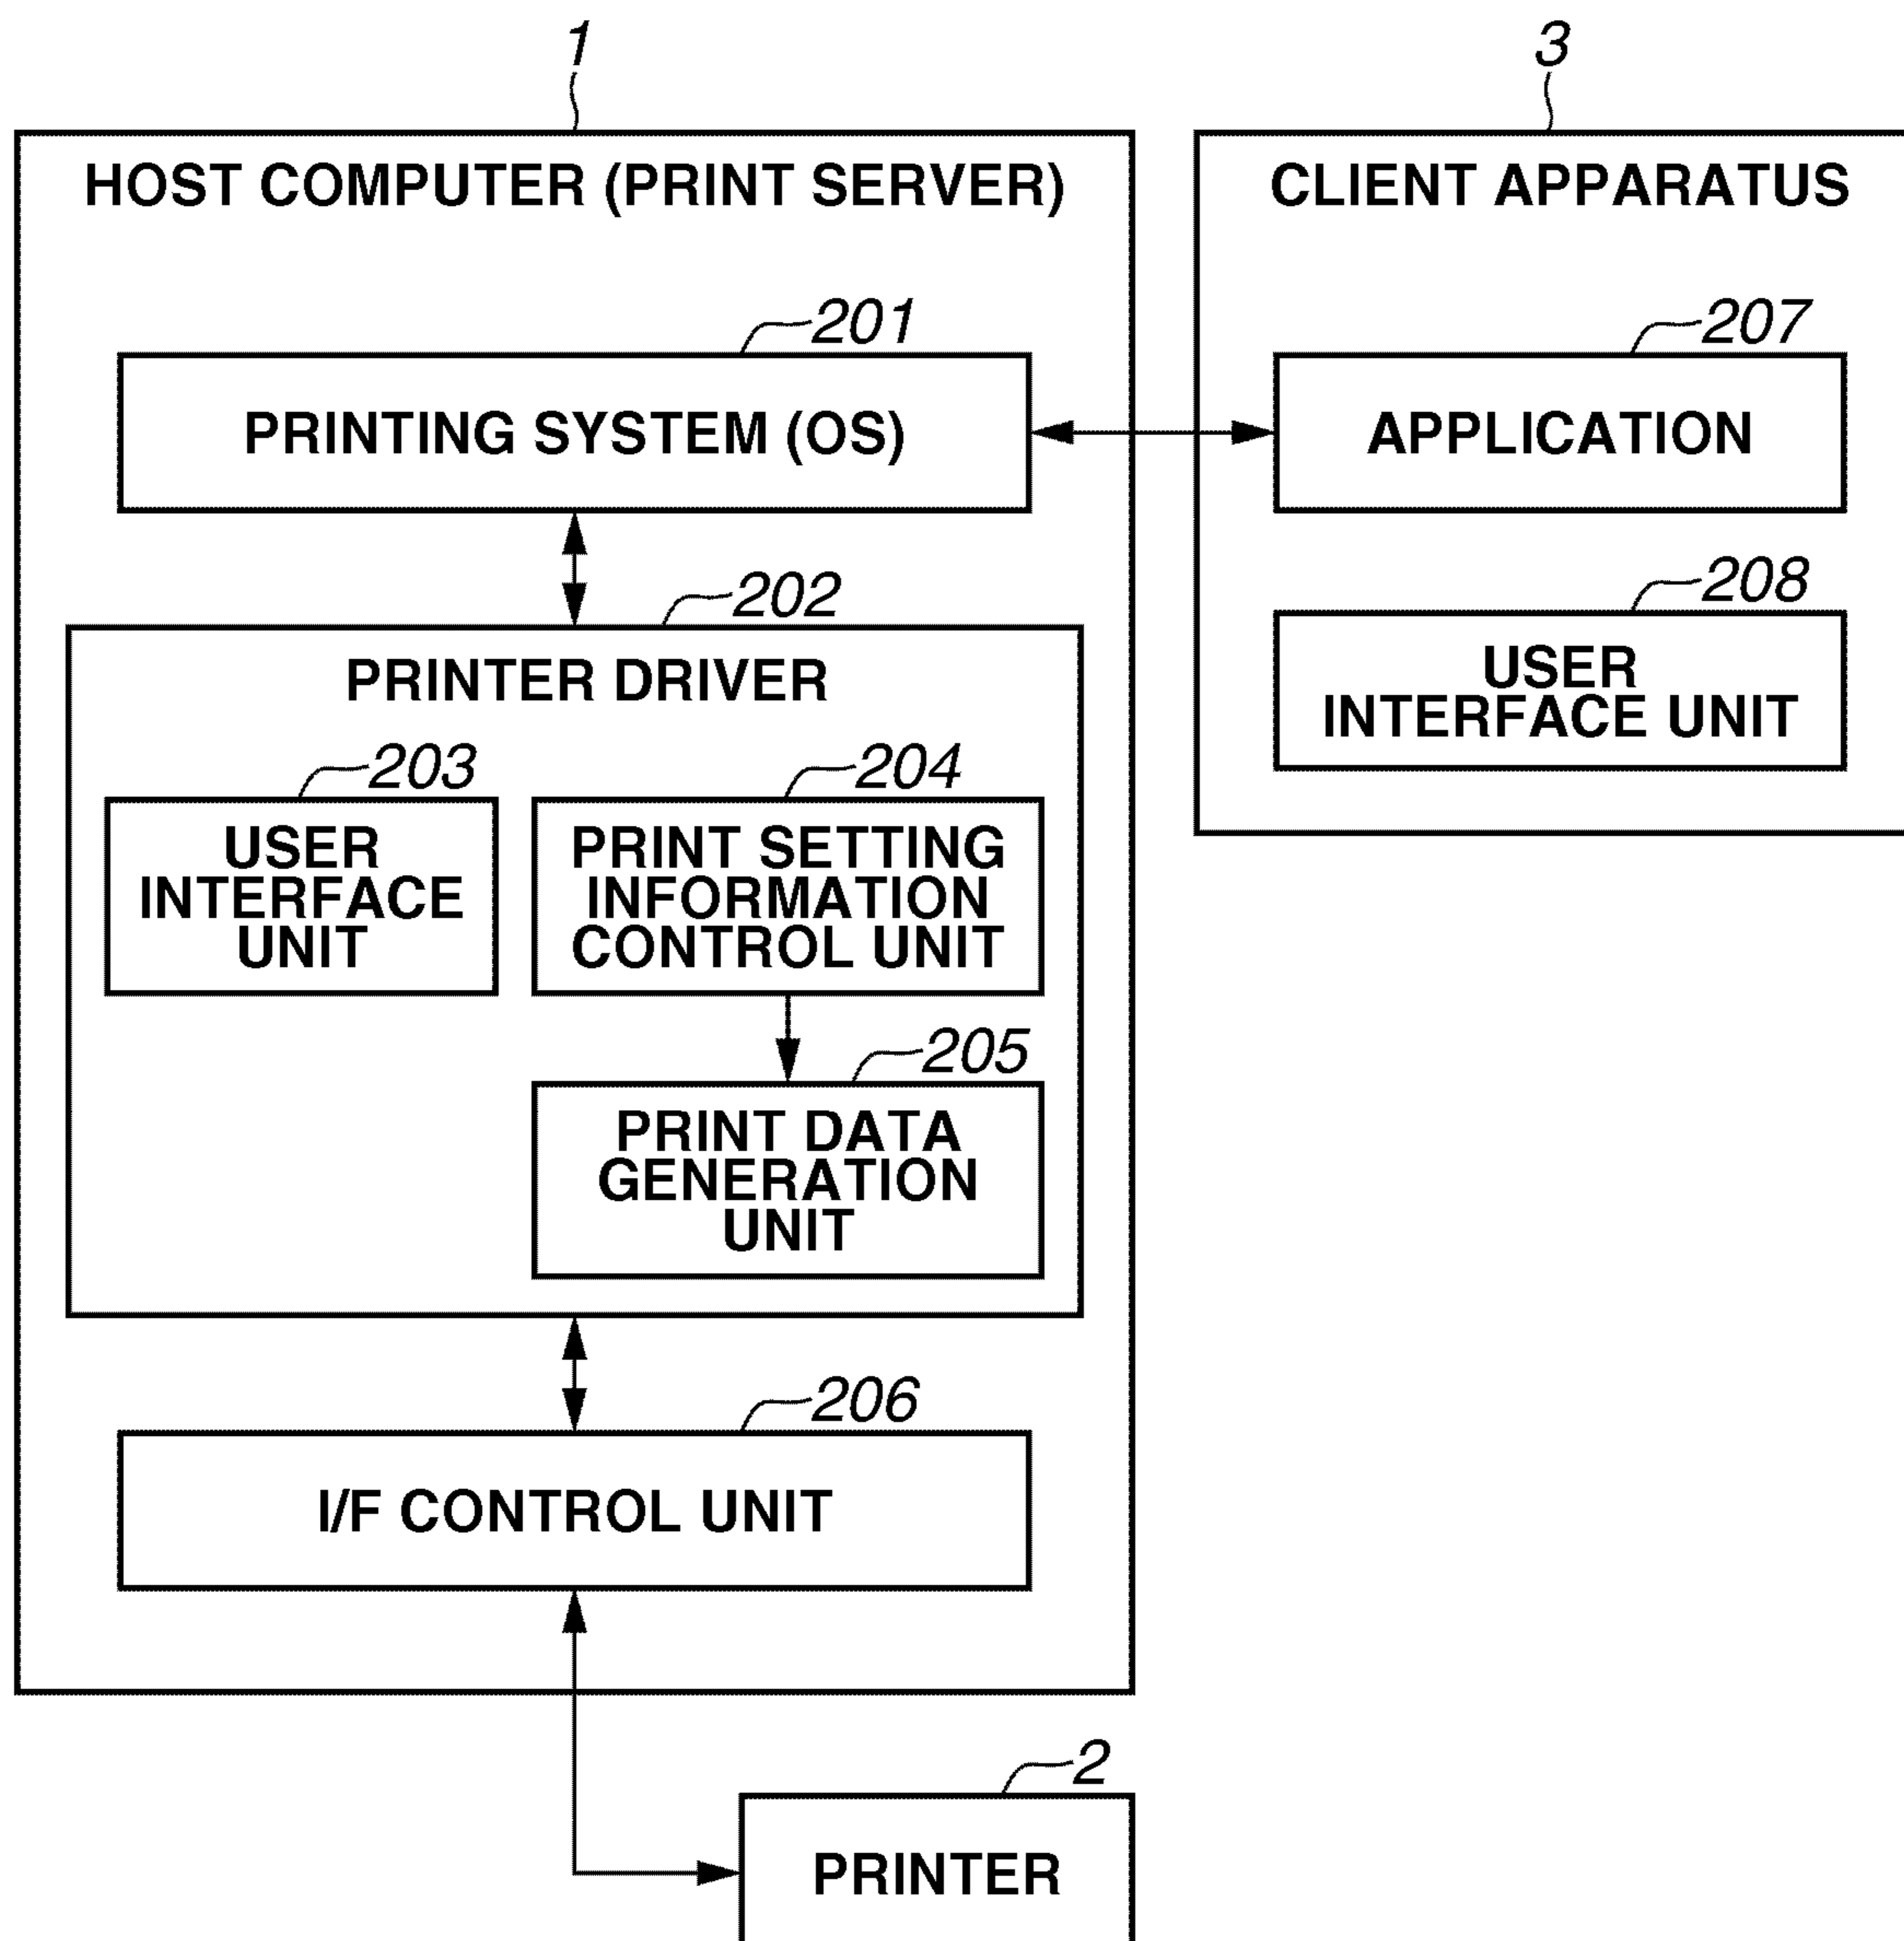 1
3
HOST COMPUTER (PRINT SERVER)
CLIENT APPARATUS
201
207
PRINTING SYSTEM (OS)
APPLICATION
202
208
PRINTER DRIVER
USER
INTERFACE UNIT
203
204
USER
INTERFACE
UNIT
PRINT SETTING
INFORMATION
CONTROL UNIT
205
PRINT DATA
GENERATION
UNIT
206
I/F CONTROL UNIT
2
PRINTER